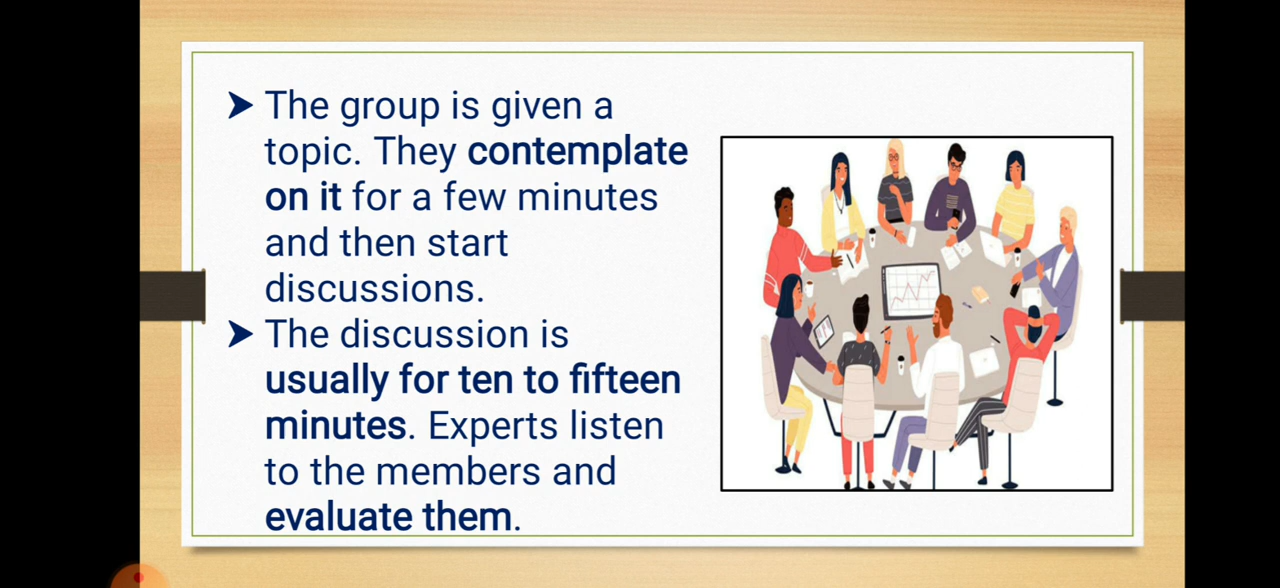 The group is given a
topic. They contemplate
on it for a few minutes
and then start
discussions.
The discussion is
usually for ten to fifteen
minutes. Experts listen
to the members and
evaluate them.